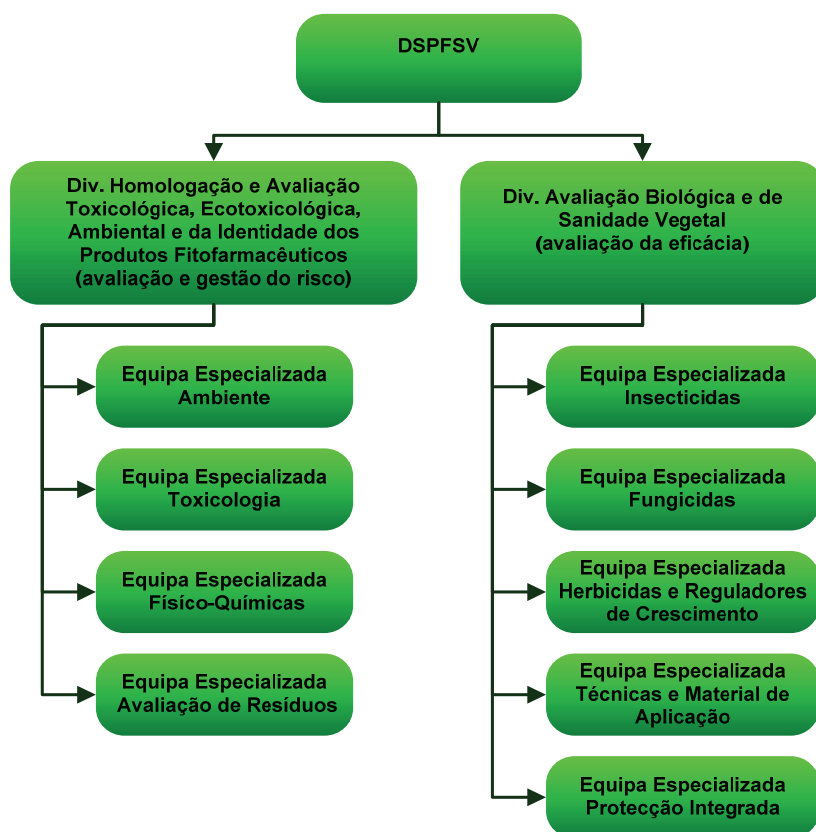 DSPFSV
Div. Homologação e Avaliação
Toxicológica, Ecotoxicológica,
Ambiental e da Identidade dos
Produtos Fitofarmacêuticos
(avaliação e gestão do risco)
Equipa Especializada
Ambiente
Equipa Especializada
Toxicologia
Equipa Especializada
Físíco-Químicas
Equipa Especializada
Avaliação de Resíduos
Div. Avaliação Biológica e de
Sanidade Vegetal
(avaliação da eficácia)
Equipa Especializada
Insecticidas
Equipa Especializada
Fungicidas
Equipa Especializada
Herbicidas e Reguladores
de Crescimento
Equipa Especializada
Técnicas e Material de
Aplicação
Equipa Especializada
Protecção Integrada